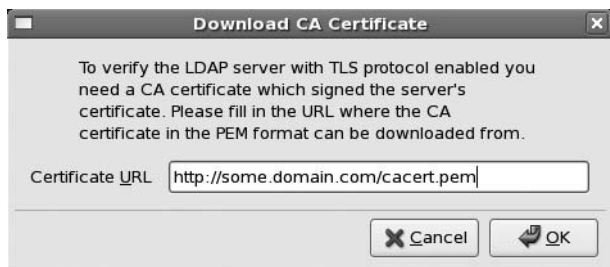 Download CA Certificate
To verify the LDAP server with TLS protocol enabled you
need a CA certificate which signed the server's
certificate. Please fill in the URL where the CA
certificate in the PEM format can be downloaded from.
Certificate URL http://some.domain.com/cacert.pem
Cancel OK